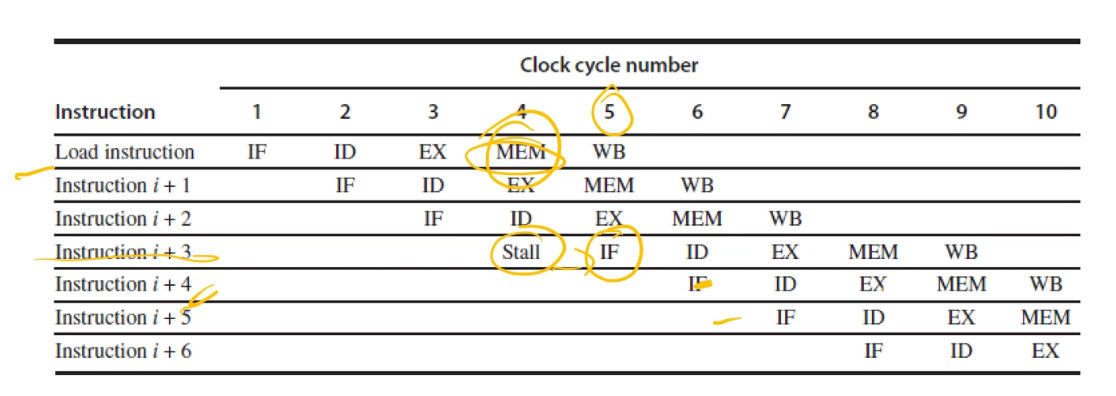 Clock cycle number
Instruction 1 2 3 4 5 6 7 8 9 10
Load instruction IF ID EX MEM WB
Instruction i + 1 IF ID EX MEM WB
Instruction i + 2 IF ID EX MEM WB
Instruction i + 3 Stall IF ID EX MEM WB
Instruction i + 4 IF ID EX MEM WB
Instruction i + 5 IF ID EX MEM
Instruction i + 6 IF ID EX